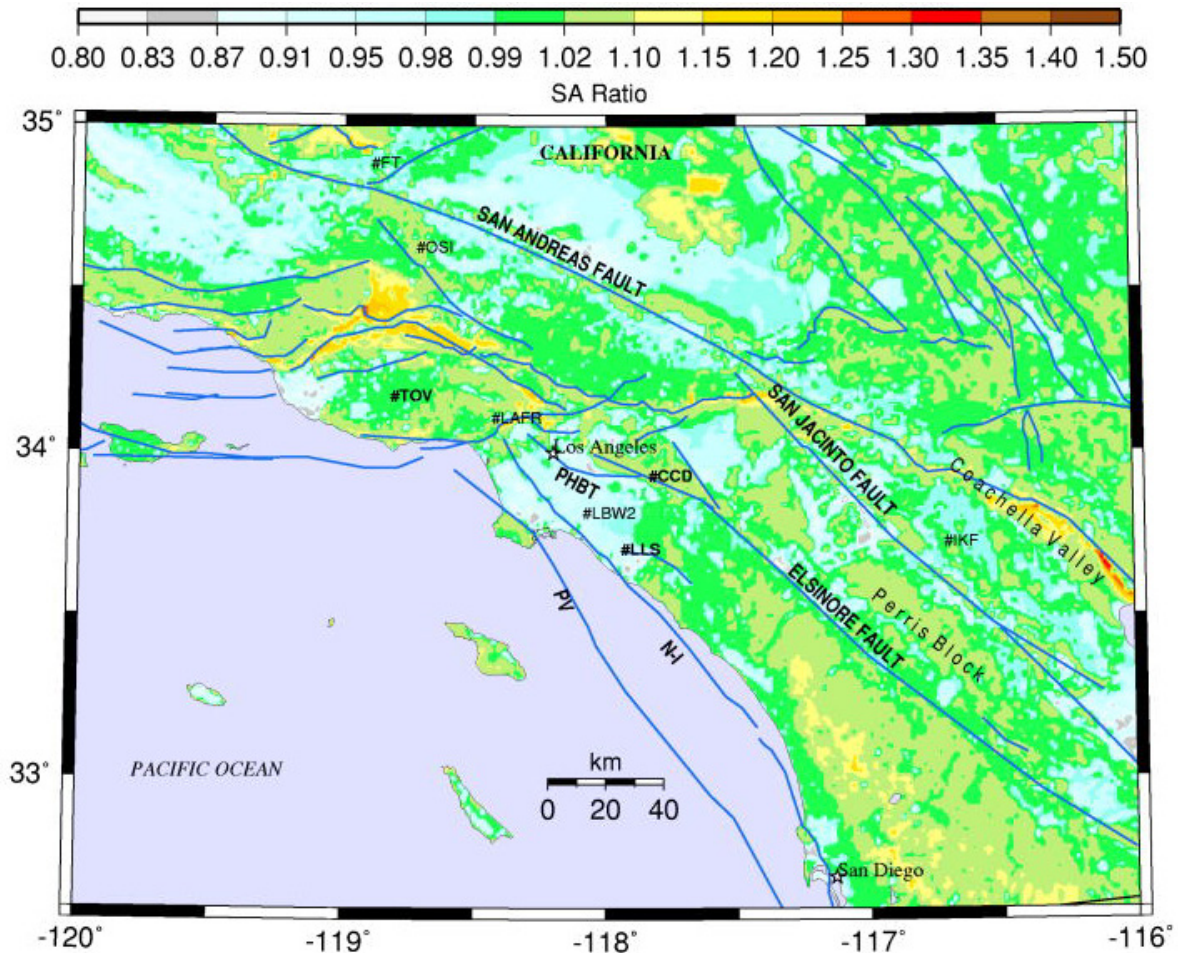 0.80 0.83 0.87 0.91 0.95 0.98 0.99 1.02 1.10 1.15 1.20 1.25 1.30 1.35 1.40 1.50
SA Ratio
35°
CALIFORNIA
#FT
SAN ANDREAS FAULT
#OSI
#TOV
#LAFR
SAN JACINTO FAULT
34°
Los Angeles
Coachella Valley
#CCD
PHBT
#LBW2
#IKF
#LLS
ELSINORE FAULT
Perris Block
PV
N-I
33°
PACIFIC OCEAN
km
0 20 40
San Diego
-120° -119° -118° -117° -116°